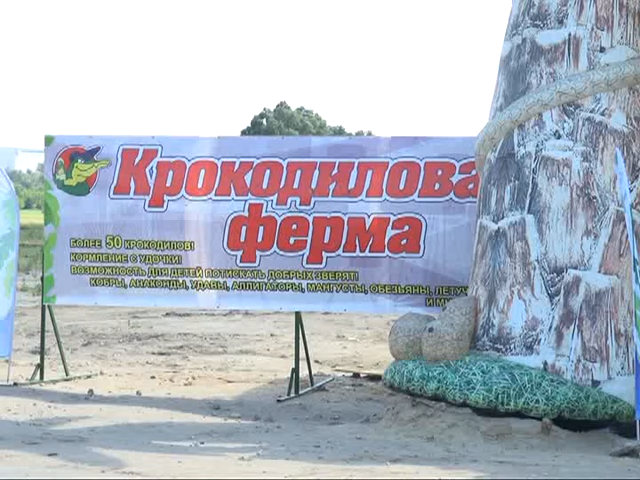 Крокодилова
ферма
БОЛЕЕ 50 КРОКОДИЛОВ!
КОРМЛЕНИЕ С УДОЧКИ!
ВОЗМОЖНОСТЬ ДЛЯ ДЕТЕЙ ПОТИСКАТЬ ДОБРЫХ ЗВЕРЯТ!
КОБРЫ, АНАКОНДЫ, УДАВЫ, АЛЛИГАТОРЫ, МАНГУСТЫ, ОБЕЗЬЯНЫ, ЛЕТУЧ
И